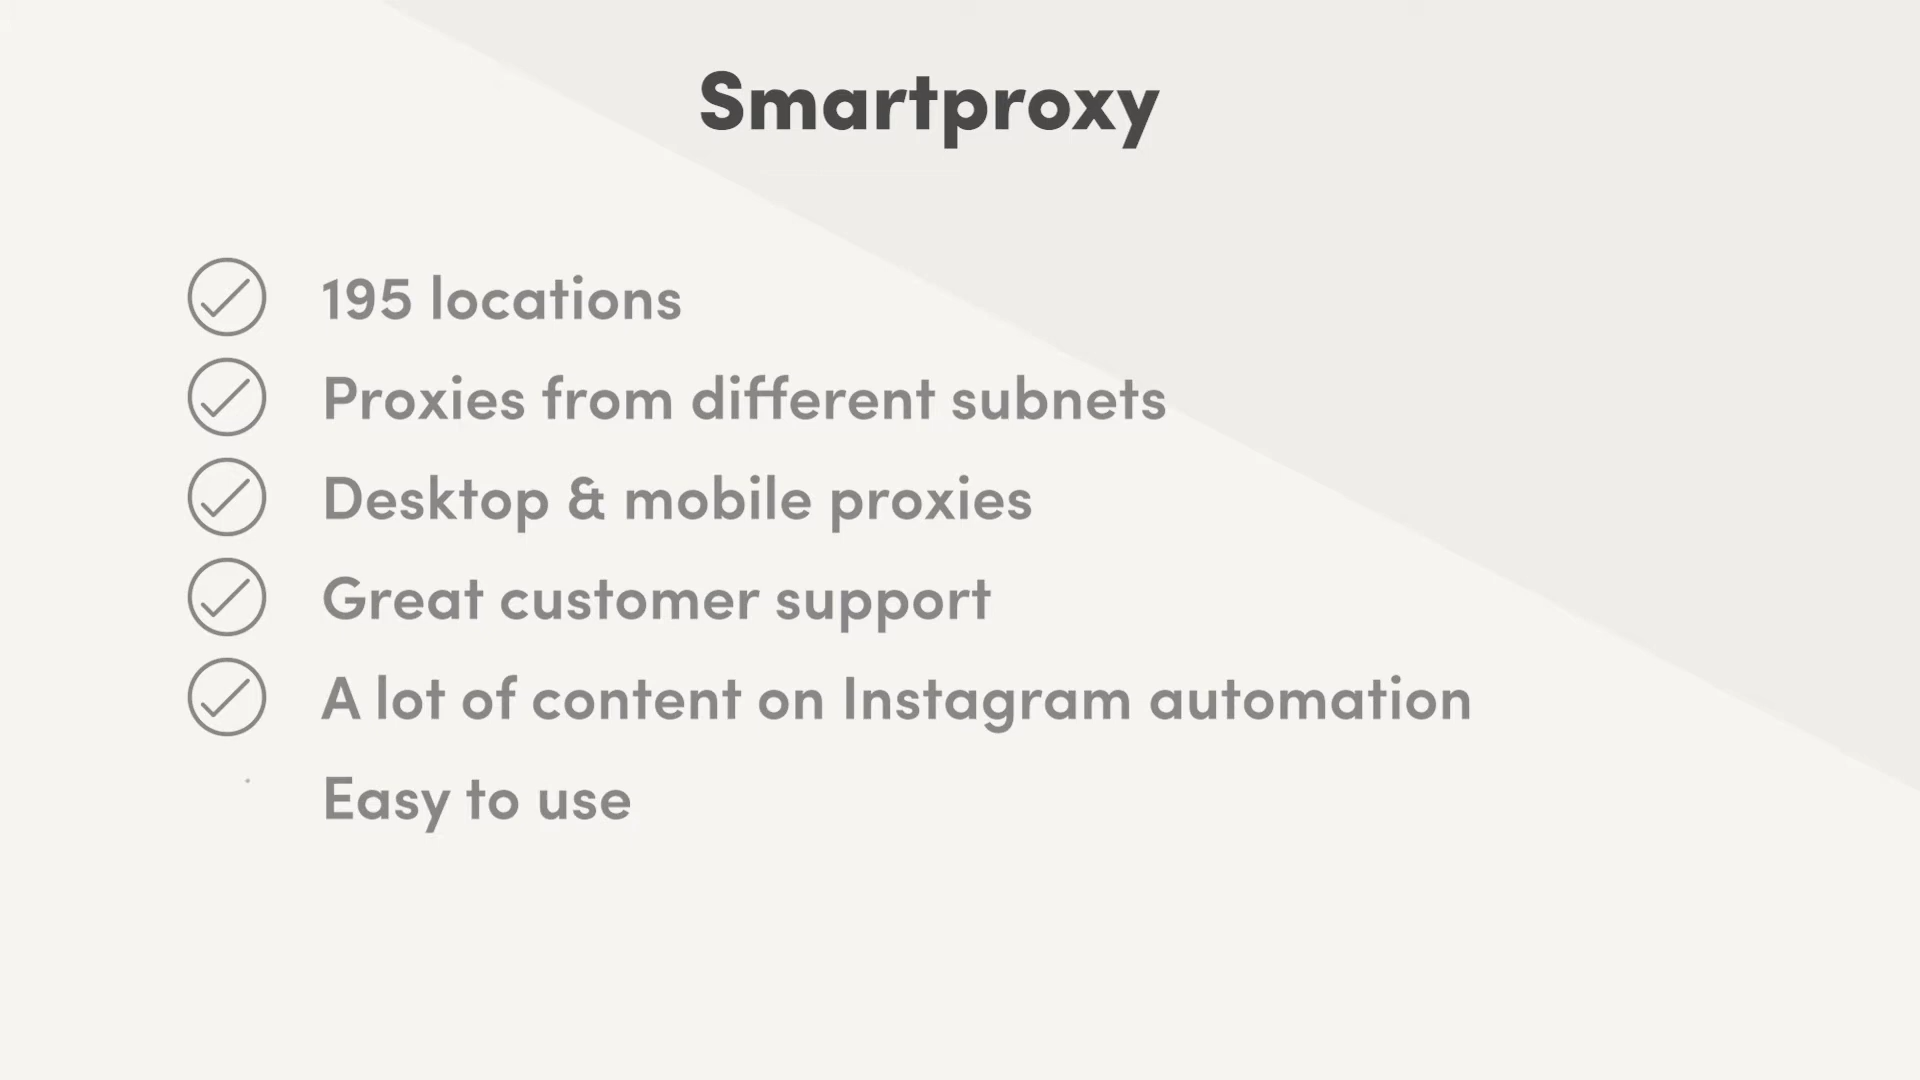 Smartproxy
195 locations
Proxies from different subnets
Desktop & mobile proxies
Great customer support
A lot of content on Instagram automation
Easy to use